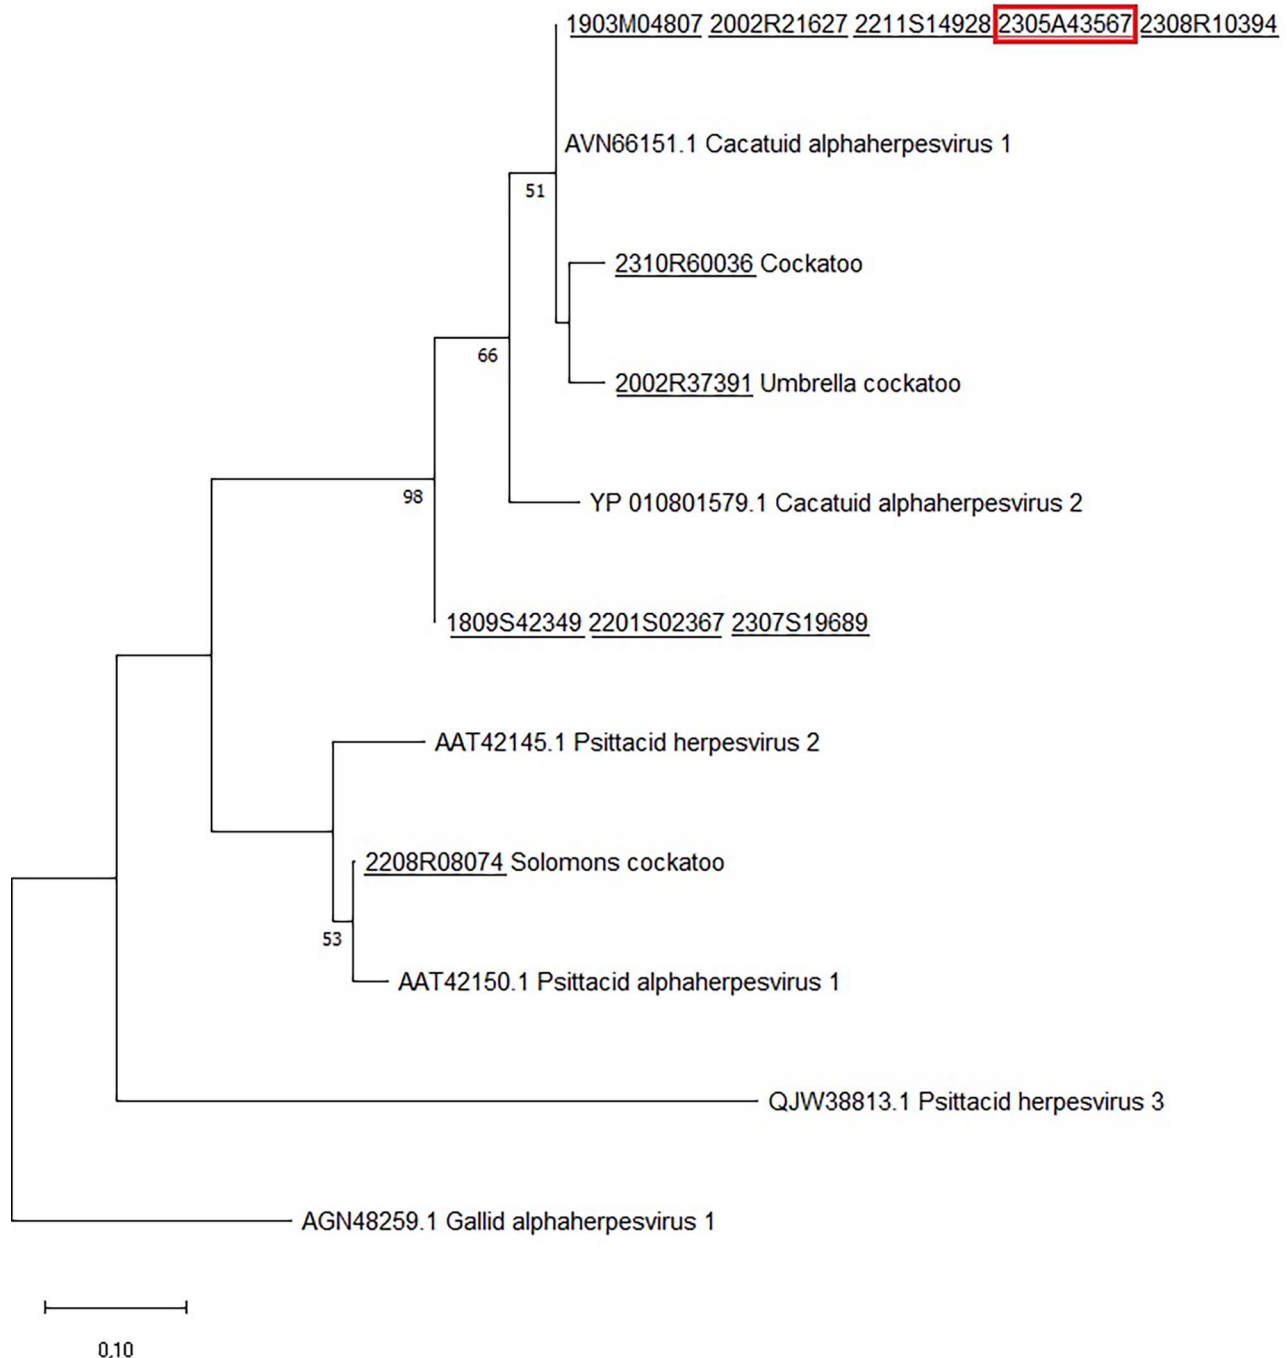 1903M04807 2002R21627 2211S14928 2305A43567 2308R10394
AVN66151.1 Cacatuid alphaherpesvirus 1
51
2310R60036 Cockatoo
66
2002R37391 Umbrella cockatoo
98
YP 010801579.1 Cacatuid alphaherpesvirus 2
1809S42349 2201S02367 2307S19689
AAT42145.1 Psittacid herpesvirus 2
2208R08074 Solomons cockatoo
53
AAT42150.1 Psittacid alphaherpesvirus 1
QJW38813.1 Psittacid herpesvirus 3
AGN48259.1 Gallid alphaherpesvirus 1
0,10